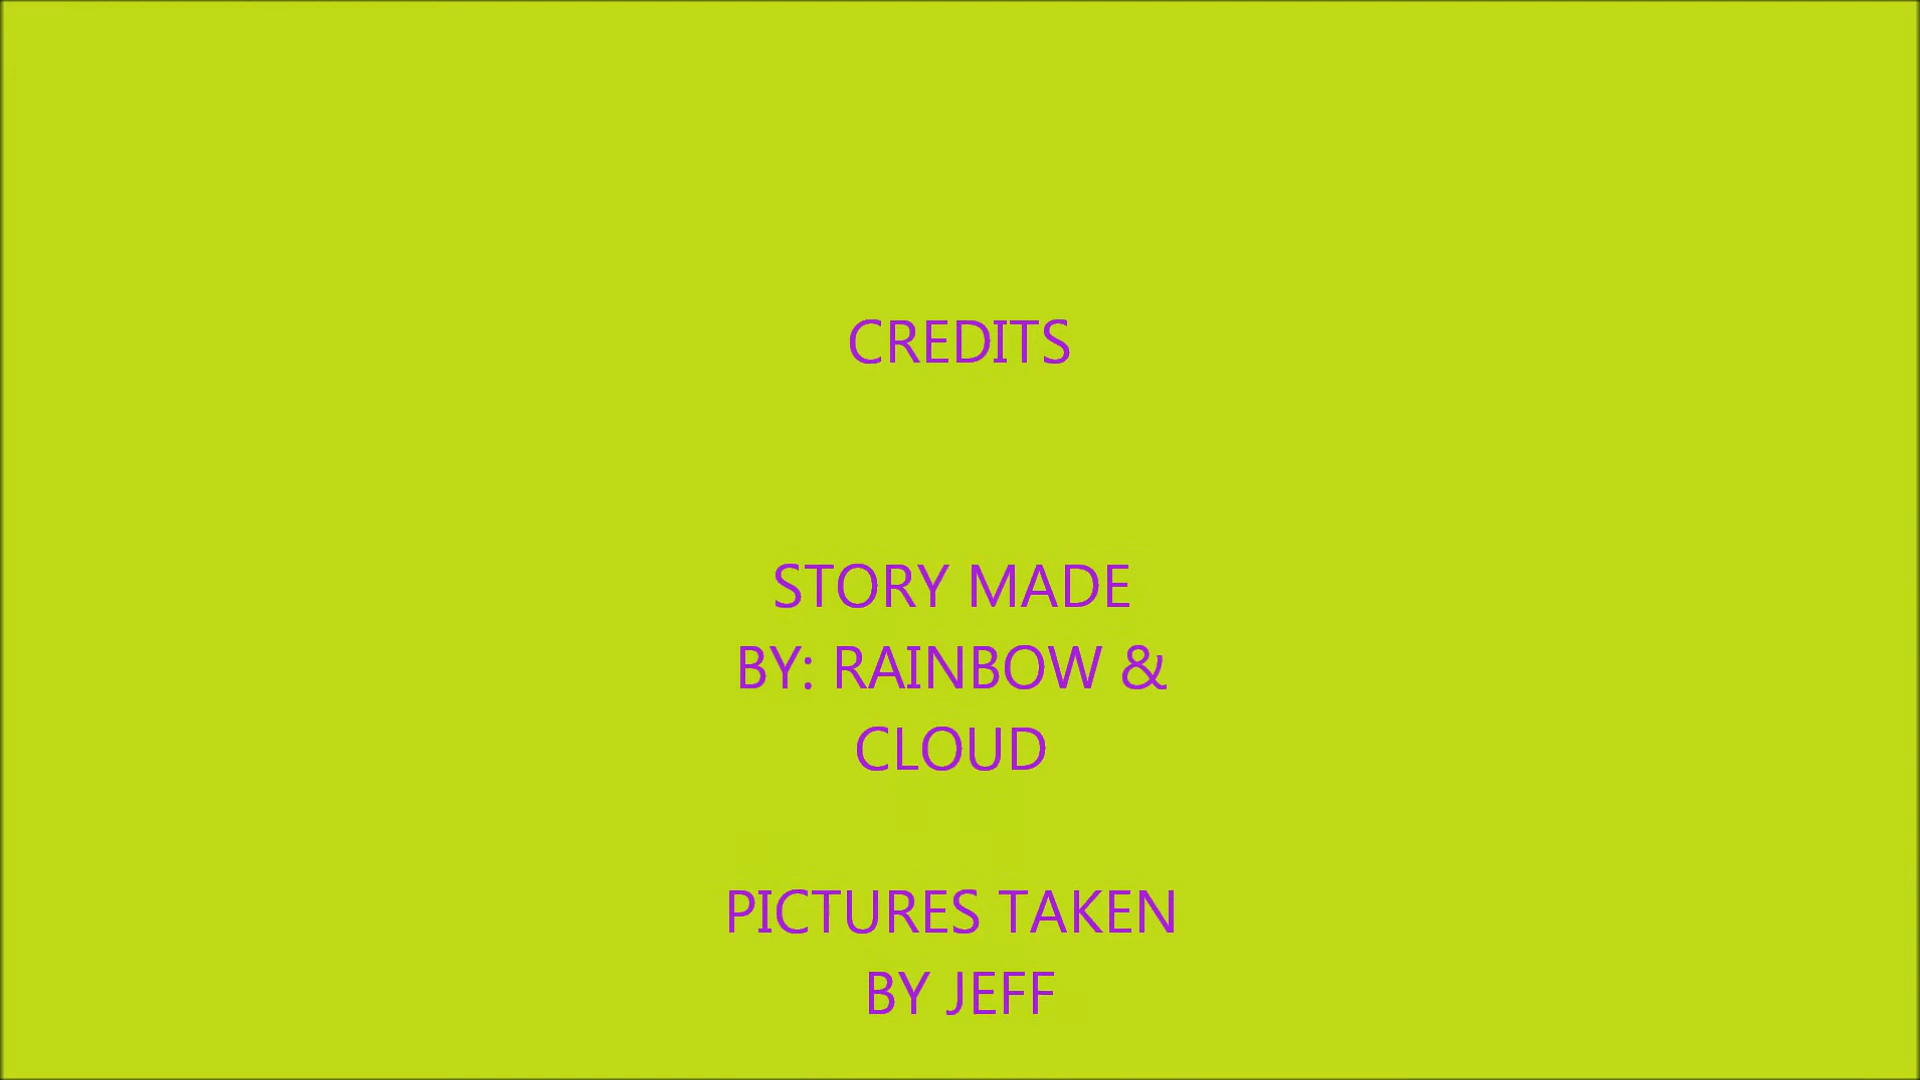 CREDITS
STORY MADE
BY: RAINBOW &
CLOUD
PICTURES TAKEN
BY JEFF